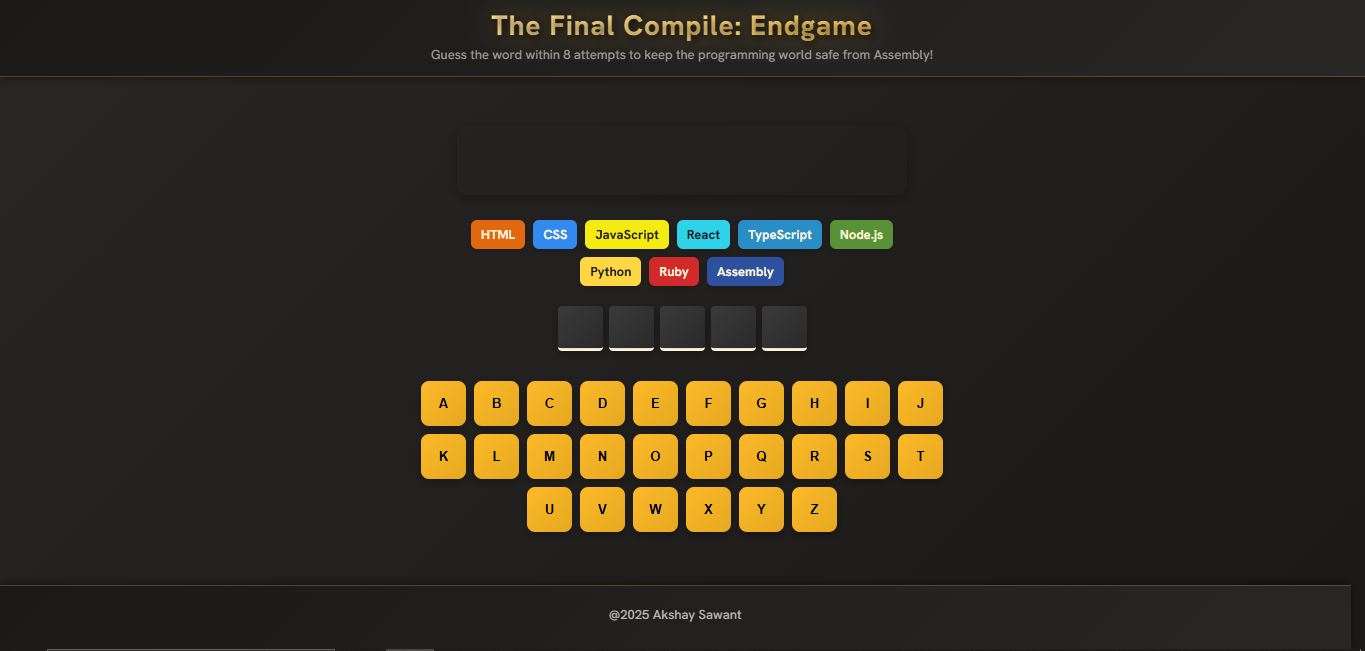 The Final Compile: Endgame
Guess the word within 8 attempts to keep the programming world safe from Assembly!
HTML CSS JavaScript React TypeScript Node.js
Python Ruby Assembly
A B C D E F G H I J
K L M N O P Q R S T
U V W X Y Z
@2025 Akshay Sawant